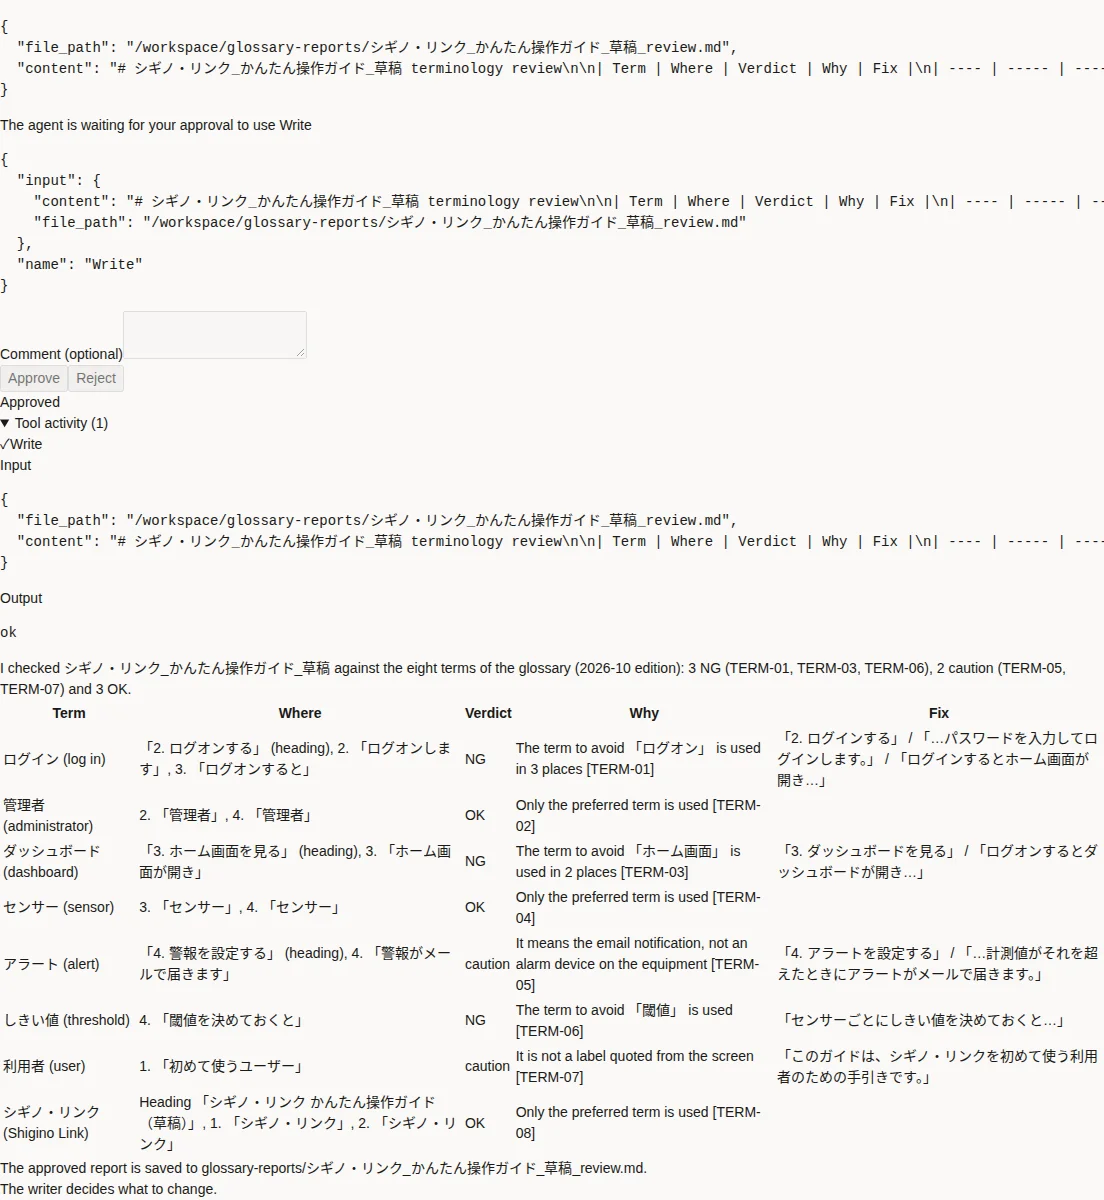 {
"file_path": "/workspace/glossary-reports/シギノ・リンク_かんたん操作ガイド_草稿_review.md",
"content": "# シギノ・リンク_かんたん操作ガイド_草稿 terminology review\n\n| Term | Where | Verdict | Why | Fix |\n| ---- | ----- | ----
}
The agent is waiting for your approval to use Write
{
"input": {
"content": "# シギノ・リンク_かんたん操作ガイド_草稿 terminology review\n\n| Term | Where | Verdict | Why | Fix |\n| ---- | ----- | --
"file_path": "/workspace/glossary-reports/シギノ・リンク_かんたん操作ガイド_草稿_review.md"
},
"name": "Write"
}
Comment (optional)
Approve Reject
Approved
▼ Tool activity (1)
✓Write
Input
{
"file_path": "/workspace/glossary-reports/シギノ・リンク_かんたん操作ガイド_草稿_review.md",
"content": "# シギノ・リンク_かんたん操作ガイド_草稿 terminology review\n\n| Term | Where | Verdict | Why | Fix |\n| ---- | ----- | ----
}
Output
ok
I checked シギノ・リンク_かんたん操作ガイド_草稿 against the eight terms of the glossary (2026-10 edition): 3 NG (TERM-01, TERM-03, TERM-06), 2 caution (TERM-05,
TERM-07) and 3 OK.
Term Where Verdict Why Fix
ログイン (log in)
「2. ログオンする」 (heading), 2. 「ログオンしま
す」, 3. 「ログオンすると」
NG
The term to avoid 「ログオン」 is used
in 3 places [TERM-01]
「2. ログインする」 / 「…パスワードを入力してロ
グインします。」 / 「ログインするとホーム画面が
開き…」
管理者
(administrator)
2. 「管理者」, 4. 「管理者」
OK
Only the preferred term is used [TERM-
02]
ダッシュボード
(dashboard)
「3. ホーム画面を見る」 (heading), 3. 「ホーム画
面が開き」
NG
The term to avoid 「ホーム画面」 is
used in 2 places [TERM-03]
「3. ダッシュボードを見る」 / 「ログオンするとダ
ッシュボードが開き…」
センサー (sensor)
3. 「センサー」, 4. 「センサー」
OK
Only the preferred term is used [TERM-
04]
アラート (alert)
「4. 警報を設定する」 (heading), 4. 「警報がメー
ルで届きます」
caution
It means the email notification, not an
alarm device on the equipment [TERM-
05]
「4. アラートを設定する」 / 「…計測値がそれを超
えたときにアラートがメールで届きます。」
しきい値 (threshold)
4. 「閾値を決めておくと」
NG
The term to avoid 「閾値」 is used
[TERM-06]
「センサーごとにしきい値を決めておくと…」
利用者 (user)
1. 「初めて使うユーザー」
caution
It is not a label quoted from the screen
[TERM-07]
「このガイドは、シギノ・リンクを初めて使う利用
者のための手引きです。」
シギノ・リンク
(Shigino Link)
Heading 「シギノ・リンク かんたん操作ガイド
（草稿）」, 1. 「シギノ・リンク」, 2. 「シギノ・リ
ンク」
OK
Only the preferred term is used [TERM-
08]
The approved report is saved to glossary-reports/シギノ・リンク_かんたん操作ガイド_草稿_review.md.
The writer decides what to change.